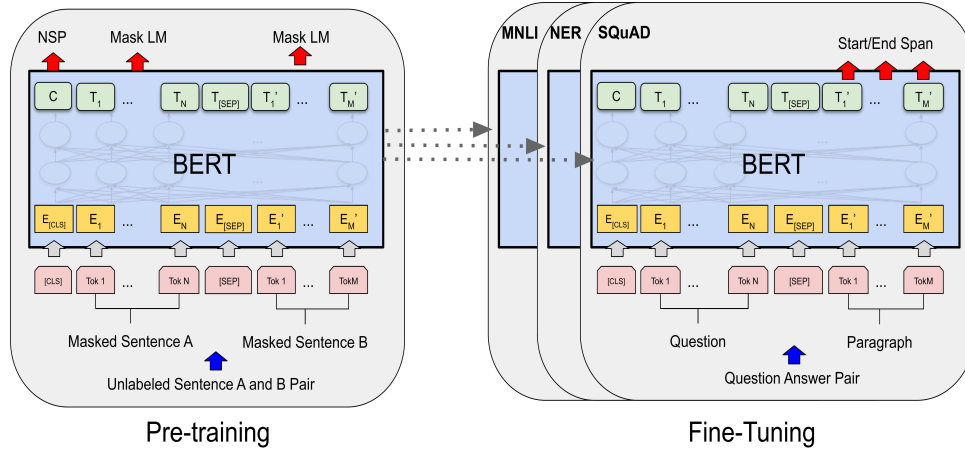 NSP Mask LM Mask LM
C T1 ... TN T[SEP] T1' ... TM'
...
BERT
...
E[CLS] E1 ... EN E[SEP] E1' ... EM'
[CLS] Tok 1 ... Tok N [SEP] Tok 1 ... TokM
Masked Sentence A Masked Sentence B
Unlabeled Sentence A and B Pair
Pre-training
MNLI NER SQuAD
Start/End Span
C T1 ... TN T[SEP] T1' ... TM'
...
BERT
...
E[CLS] E1 ... EN E[SEP] E1' ... EM'
[CLS] Tok 1 ... Tok N [SEP] Tok 1 ... TokM
Question Paragraph
Question Answer Pair
Fine-Tuning